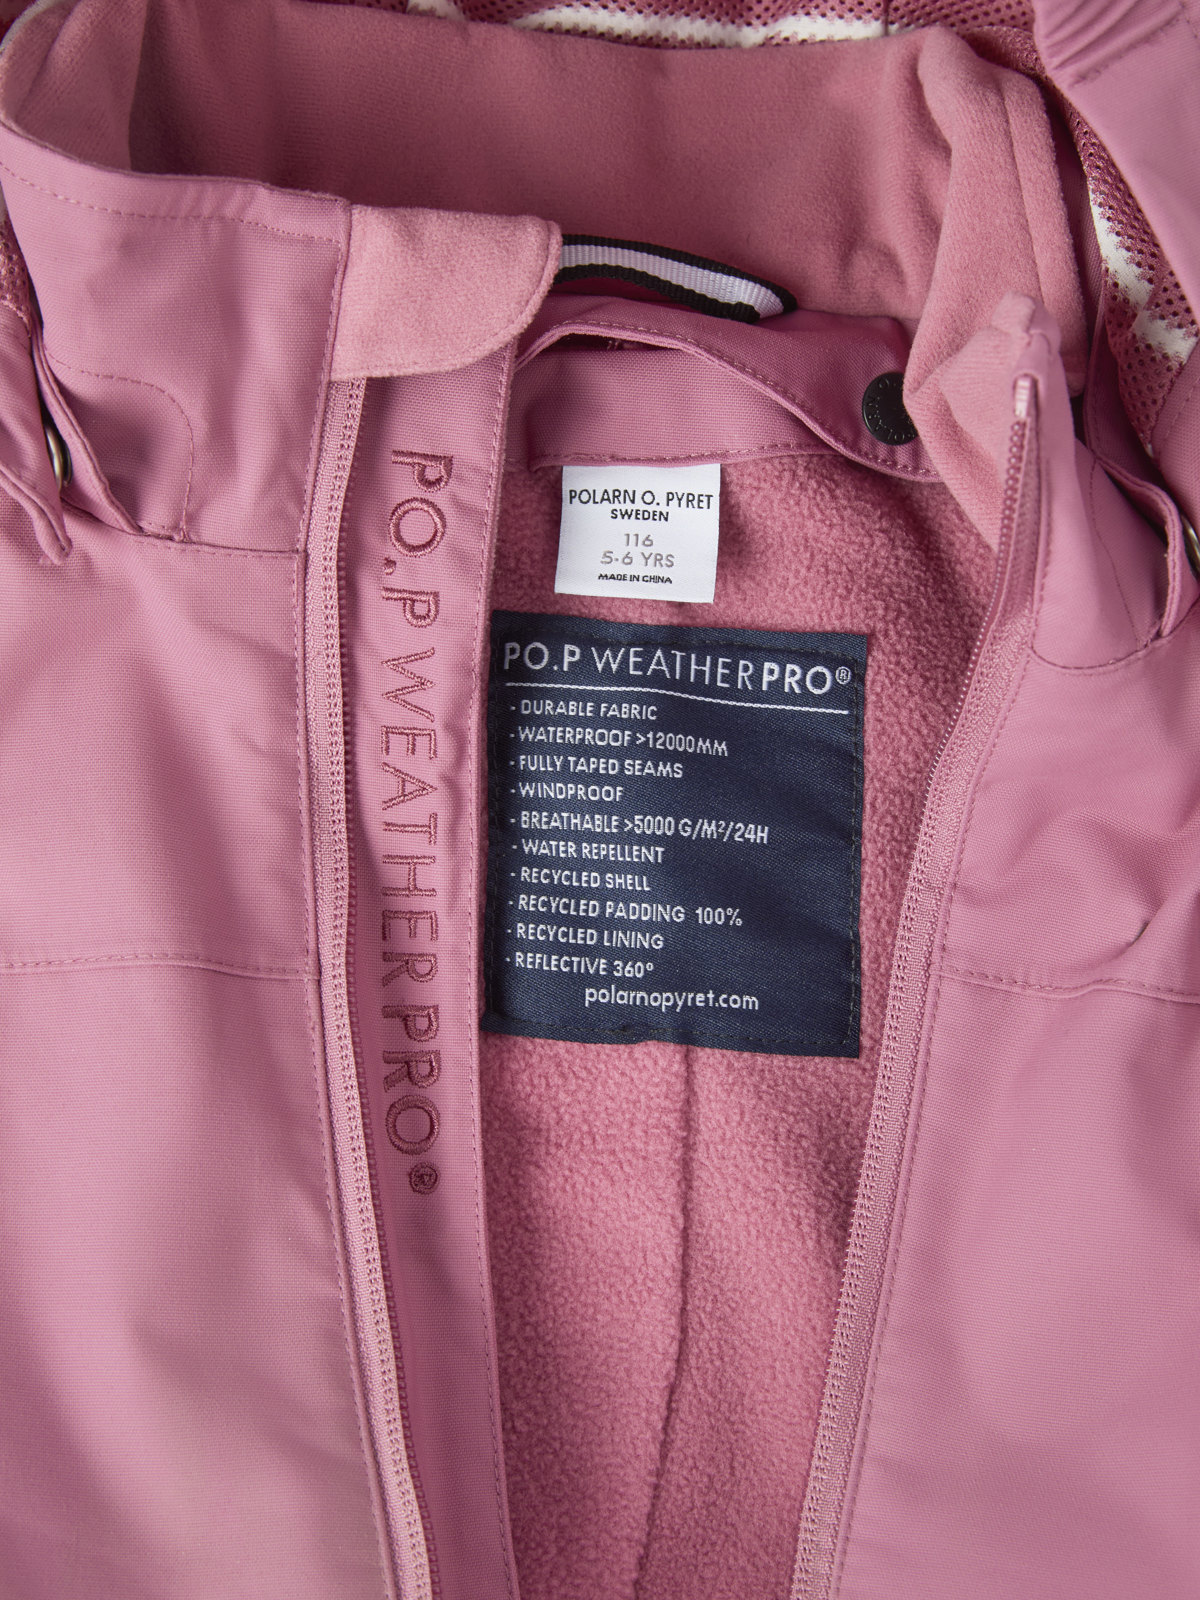 POLARN O. PYRET
SWEDEN
116
5-6 YRS
MADE IN CHINA
PO.P WEATHERPRO®
PO.P WEATHERPRO®
- DURABLE FABRIC
- WATERPROOF >12000MM
- FULLY TAPED SEAMS
- WINDPROOF
- BREATHABLE >5000 G/M²/24H
- WATER REPELLENT
- RECYCLED SHELL
- RECYCLED PADDING 100%
- RECYCLED LINING
- REFLECTIVE 360°
polarnopyret.com